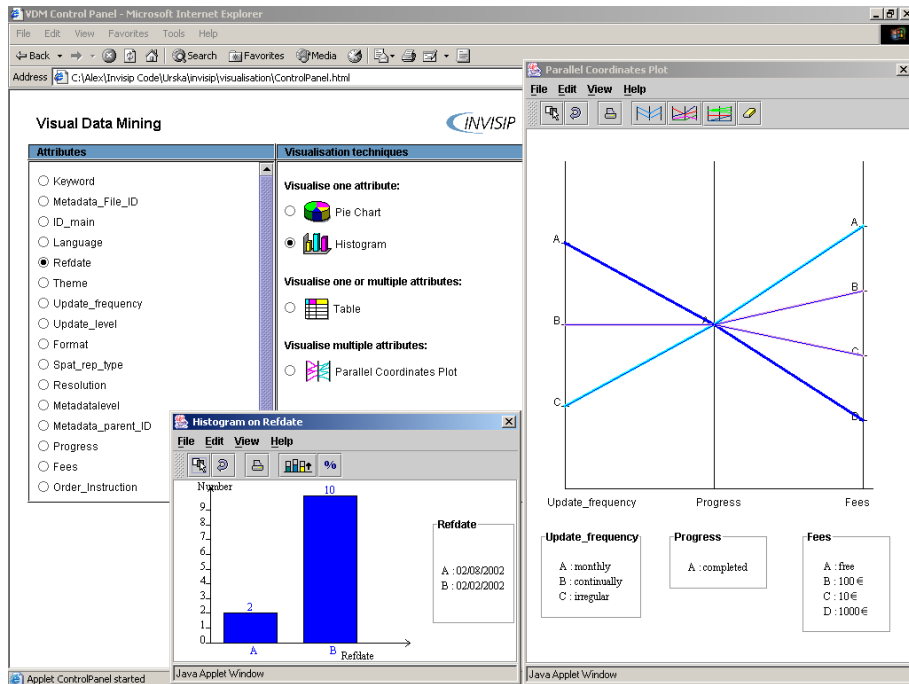 VDM Control Panel - Microsoft Internet Explorer
File Edit View Favorites Tools Help
Back Search Favorites Media
Address C:\Alex\Invisip Code\Urska\invisip\visualisation\ControlPanel.html
Visual Data Mining
INVISIP
Attributes
Keyword
Metadata_File_ID
ID_main
Language
Refdate
Theme
Update_frequency
Update_level
Format
Spat_rep_type
Resolution
Metadatalevel
Metadata_parent_ID
Progress
Fees
Order_Instruction
Visualisation techniques
Visualise one attribute:
Pie Chart
Histogram
Visualise one or multiple attributes:
Table
Visualise multiple attributes:
Parallel Coordinates Plot
Histogram on Refdate
File Edit View Help
%
Number
10
9
8
7
6
5
4
3
2
2
1
0
A B Refdate
Refdate
A : 02/08/2002
B : 02/02/2002
Java Applet Window
Parallel Coordinates Plot
File Edit View Help
A
B
C
A
A
B
C
D
Update_frequency Progress Fees
Update_frequency
A : monthly
B : continually
C : irregular
Progress
A : completed
Fees
A : free
B : 100 €
C : 10 €
D : 1000 €
Java Applet Window
Applet ControlPanel started